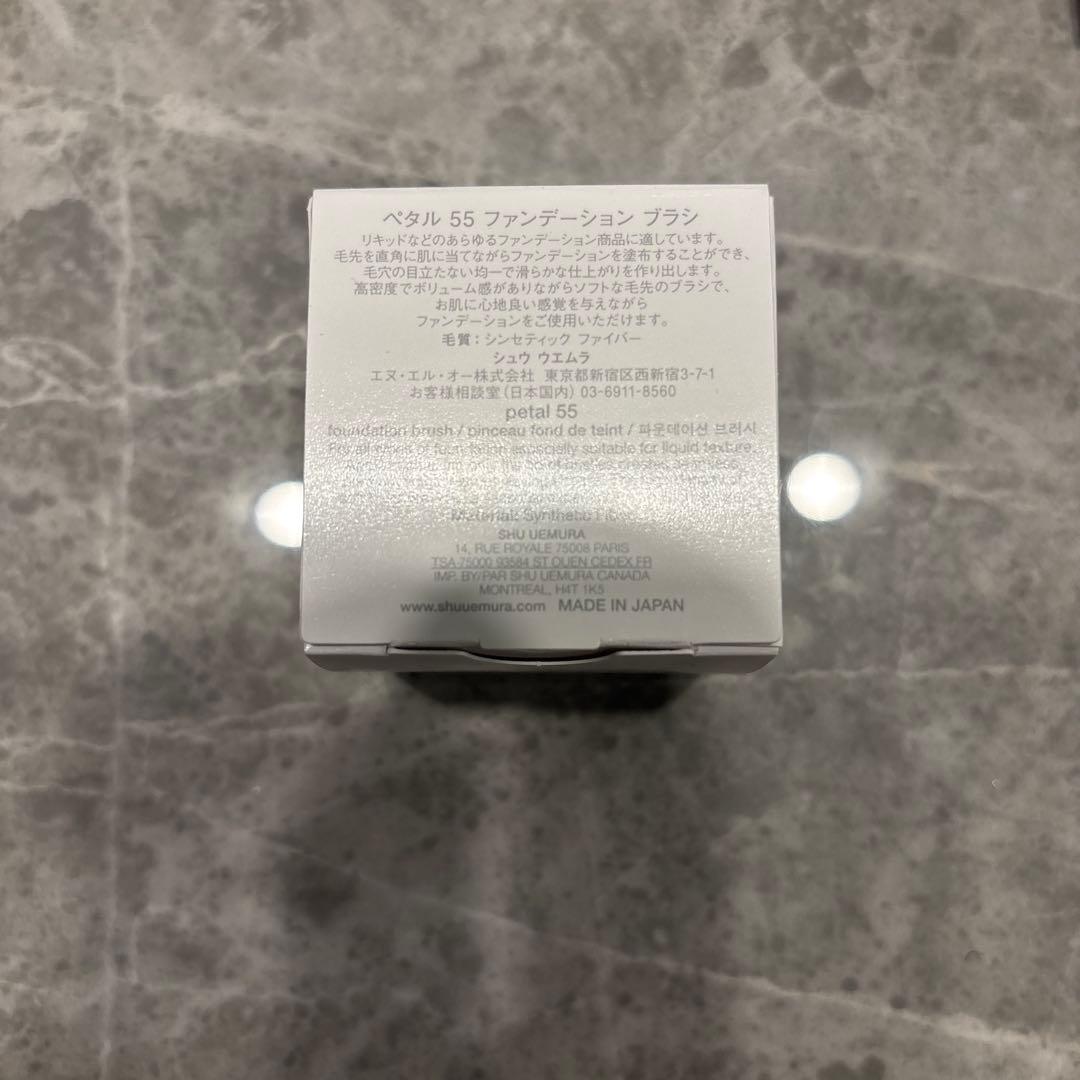 ペタル 55 ファンデーション ブラシ
リキッドなどのあらゆるファンデーション商品に適しています。
毛先を直角に肌に当てながらファンデーションを塗布することができ、
毛穴の目立たない均一で滑らかな仕上がりを作り出します。
高密度でボリューム感がありながらソフトな毛先のブラシで、
お肌に心地良い感覚を与えながら
ファンデーションをご使用いただけます。
毛質：シンセティック ファイバー
シュウ ウエムラ
エヌ・エル・オー株式会社 東京都新宿区西新宿3-7-1
お客様相談室（日本国内）03-6911-8560
petal 55
foundation brush / pinceau fond de teint / 파운데이션 브러시
For all types of foundation especially suitable for liquid texture.
Material: Synthetic
SHU UEMURA
14, RUE ROYALE 75008 PARIS
TSA 75000 93584 ST OUEN CEDEX FR
IMP. BY/PAR SHU UEMURA CANADA
MONTREAL, H4T 1K5
www.shuuemura.com MADE IN JAPAN